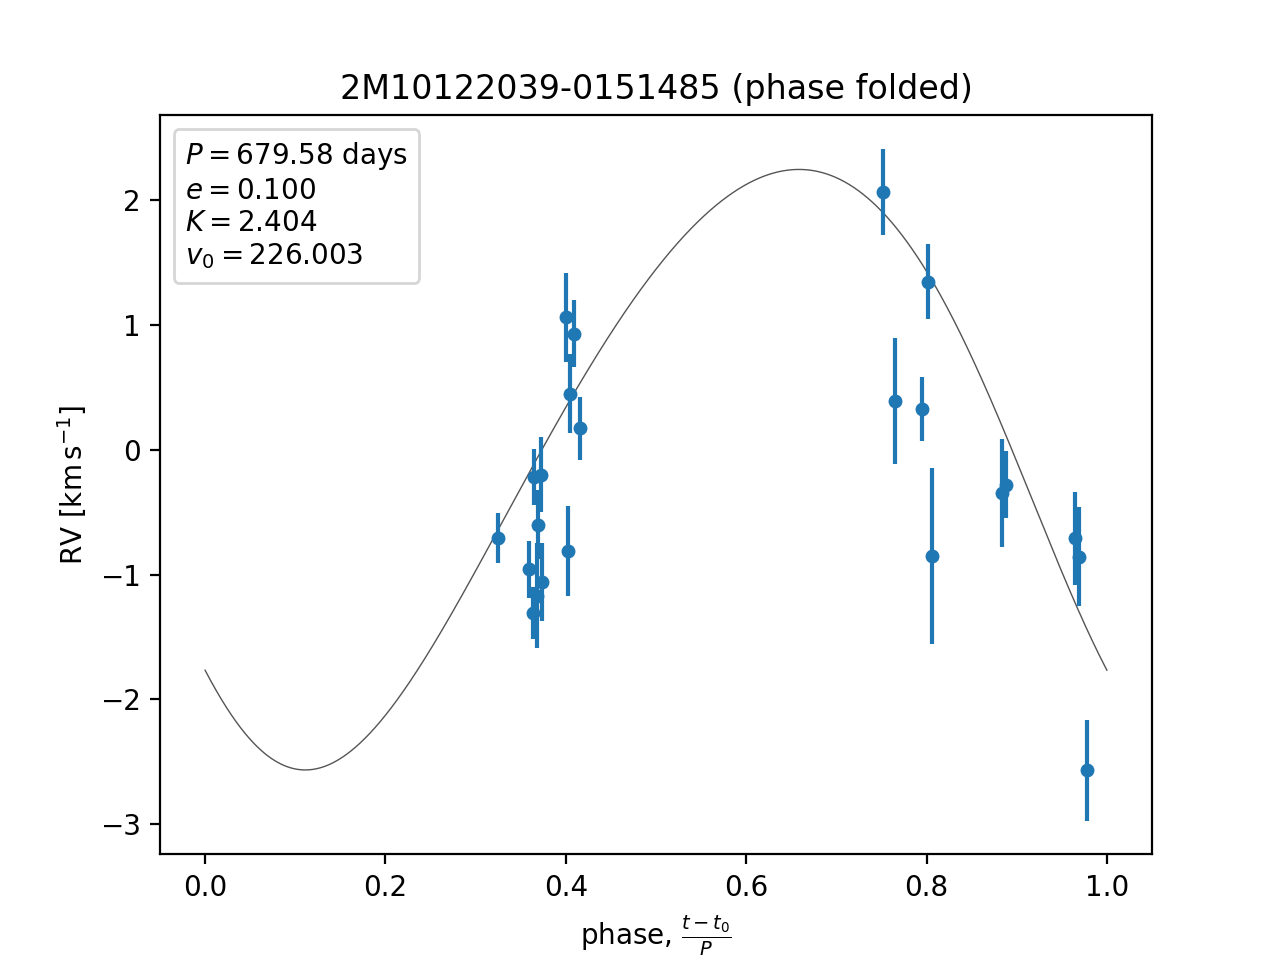 2M10122039-0151485 (phase folded)
P = 679.58 days
e = 0.100
K = 2.404
v₀ = 226.003
2
1
0
−1
−2
−3
RV [km s⁻¹]
0.0 0.2 0.4 0.6 0.8 1.0
phase, (t − t₀)/P